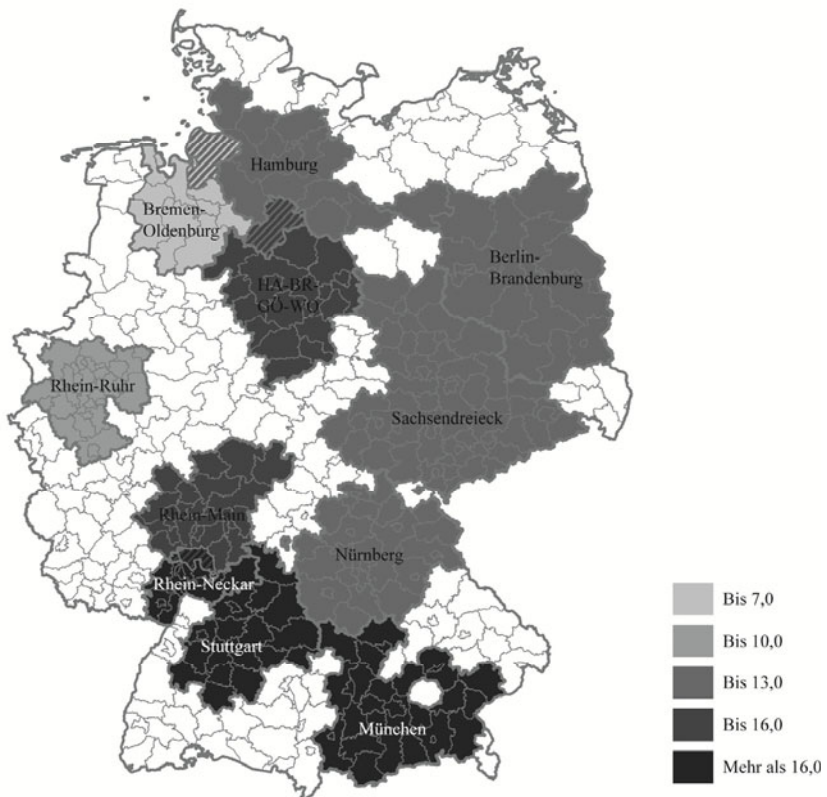 Hamburg
Bremen-
Oldenburg
Berlin-
Brandenburg
HA-BR-
GÖ-WO
Rhein-Ruhr
Sachsendreieck
Rhein-Main
Nürnberg
Rhein-Neckar
Stuttgart
München
Bis 7,0
Bis 10,0
Bis 13,0
Bis 16,0
Mehr als 16,0